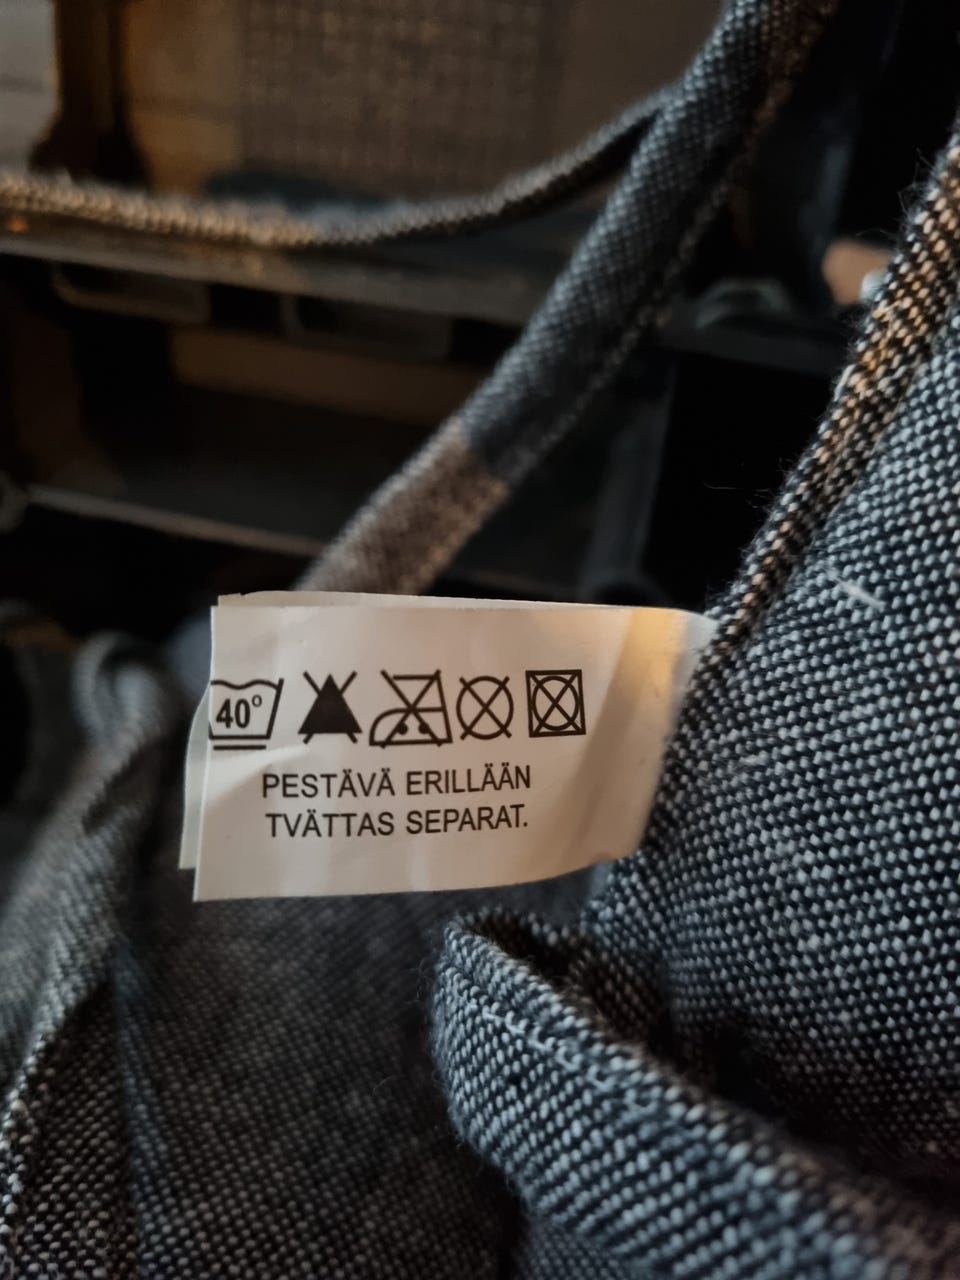 40°
PESTÄVÄ ERILLÄÄN
TVÄTTAS SEPARAT.